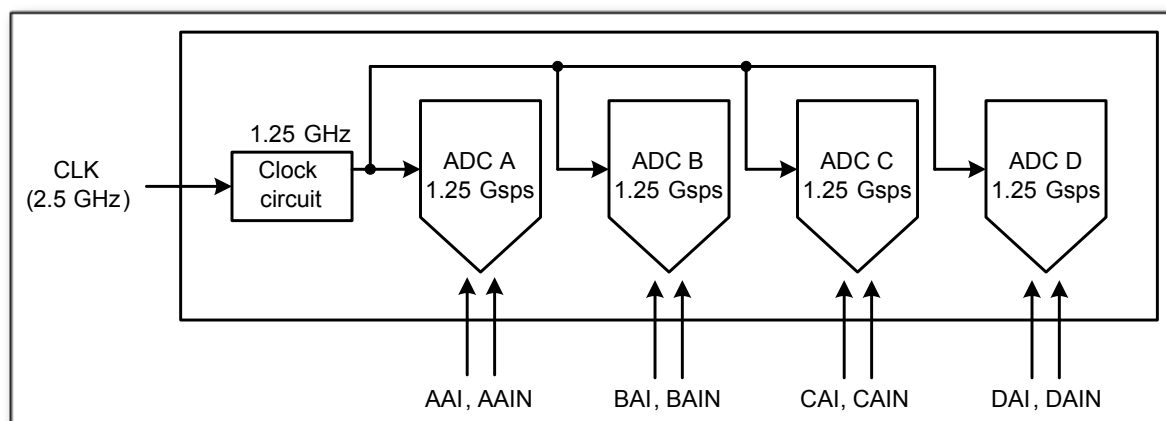 1.25 GHz
CLK
(2.5 GHz)
Clock
circuit
ADC A
1.25 Gsps
ADC B
1.25 Gsps
ADC C
1.25 Gsps
ADC D
1.25 Gsps
AAI, AAIN
BAI, BAIN
CAI, CAIN
DAI, DAIN